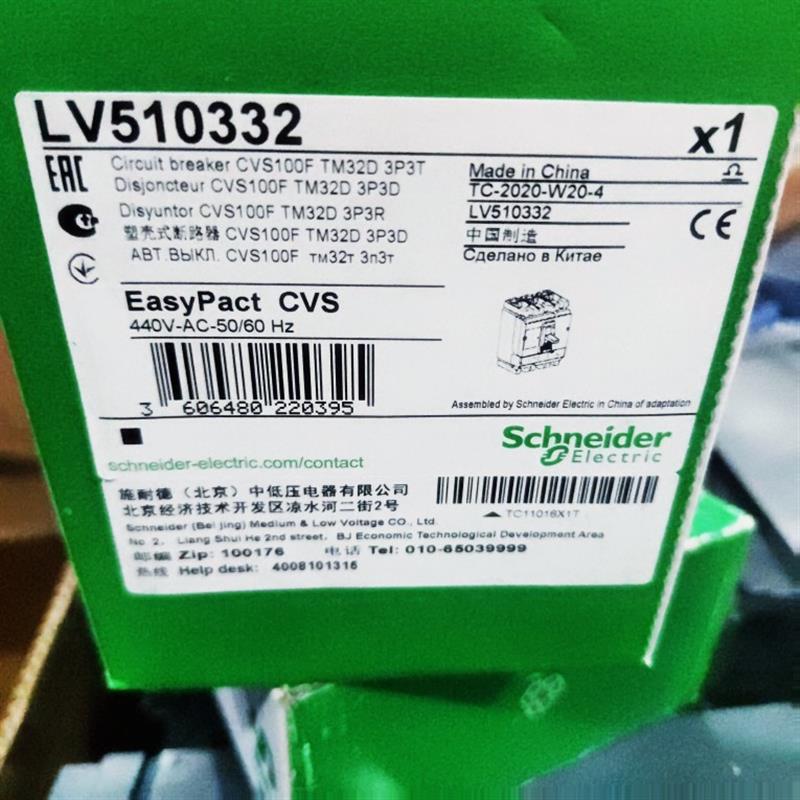 LV510332
x1
EAC
Circuit breaker CVS100F TM32D 3P3T
Disjoncteur CVS100F TM32D 3P3D
Disyuntor CVS100F TM32D 3P3R
塑壳式断路器 CVS100F TM32D 3P3D
АВТ.ВЫКЛ. CVS100F тм32т 3п3т
Made in China
TC-2020-W20-4
LV510332
中国制造
Сделано в Китае
CE
EasyPact CVS
440V-AC-50/60 Hz
3 606480 220395
Assembled by Schneider Electric in China of adaptation
Schneider
Electric
schneider-electric.com/contact
施耐德（北京）中低压电器有限公司
北京经济技术开发区凉水河二街2号
TC11016X1T
Schneider (Beijing) Medium & Low Voltage CO., Ltd.
No. 2, Liang Shui He 2nd street, BJ Economic Technological Development Area
邮编 Zip: 100176 电话 Tel: 010-65039999
热线 Help desk: 4008101315